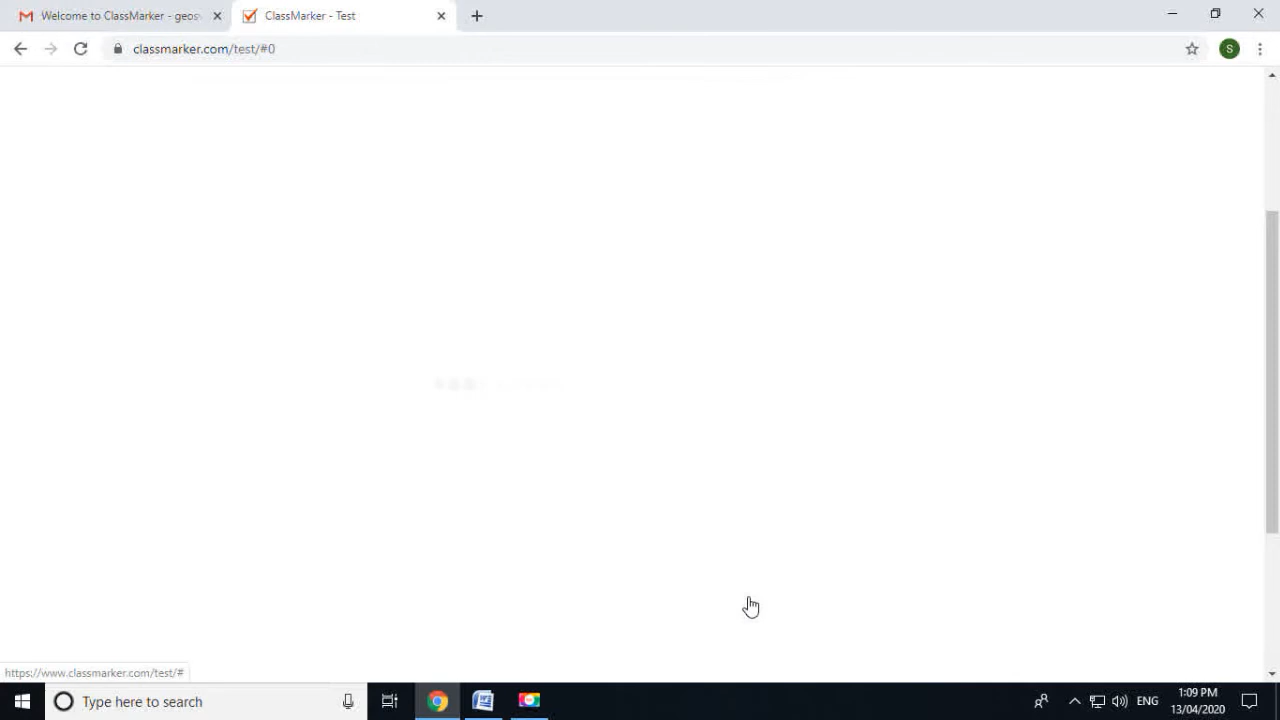 Welcome to ClassMarker - geos
ClassMarker - Test
classmarker.com/test/#0
S
https://www.classmarker.com/test/#
Type here to search
ENG
1:09 PM
13/04/2020